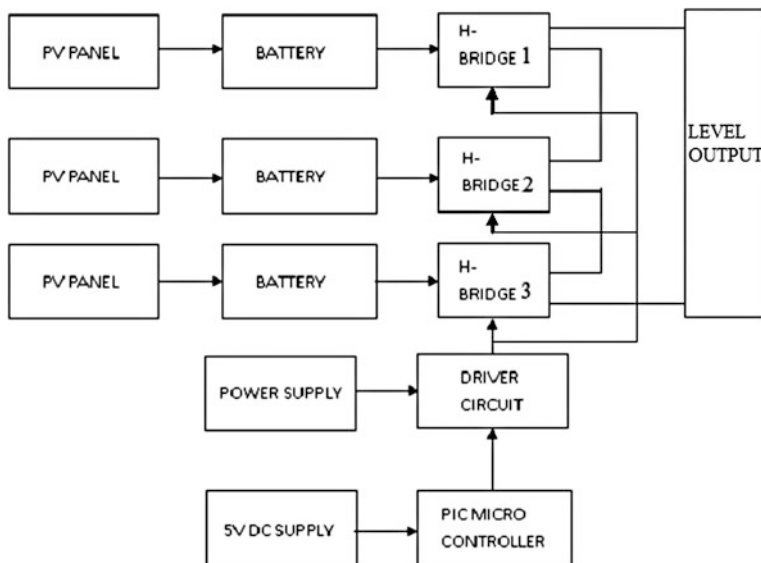 PV PANEL
BATTERY
H-
BRIDGE 1
PV PANEL
BATTERY
H-
BRIDGE 2
LEVEL
OUTPUT
PV PANEL
BATTERY
H-
BRIDGE 3
POWER SUPPLY
DRIVER
CIRCUIT
5V DC SUPPLY
PIC MICRO
CONTROLLER